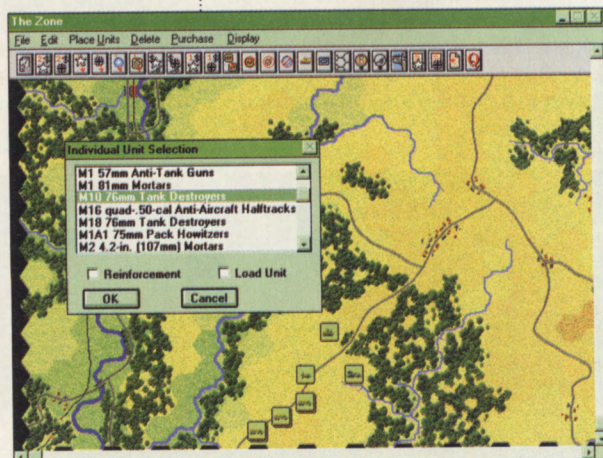 The Zone
File Edit Place Units Delete Purchase Display
Individual Unit Selection
M1 57mm Anti-Tank Guns
M1 81mm Mortars
M10 76mm Tank Destroyers
M16 quad-.50-cal Anti-Aircraft Halftracks
M18 76mm Tank Destroyers
M1A1 75mm Pack Howitzers
M2 4.2-in. (107mm) Mortars
Reinforcement Load Unit
OK Cancel